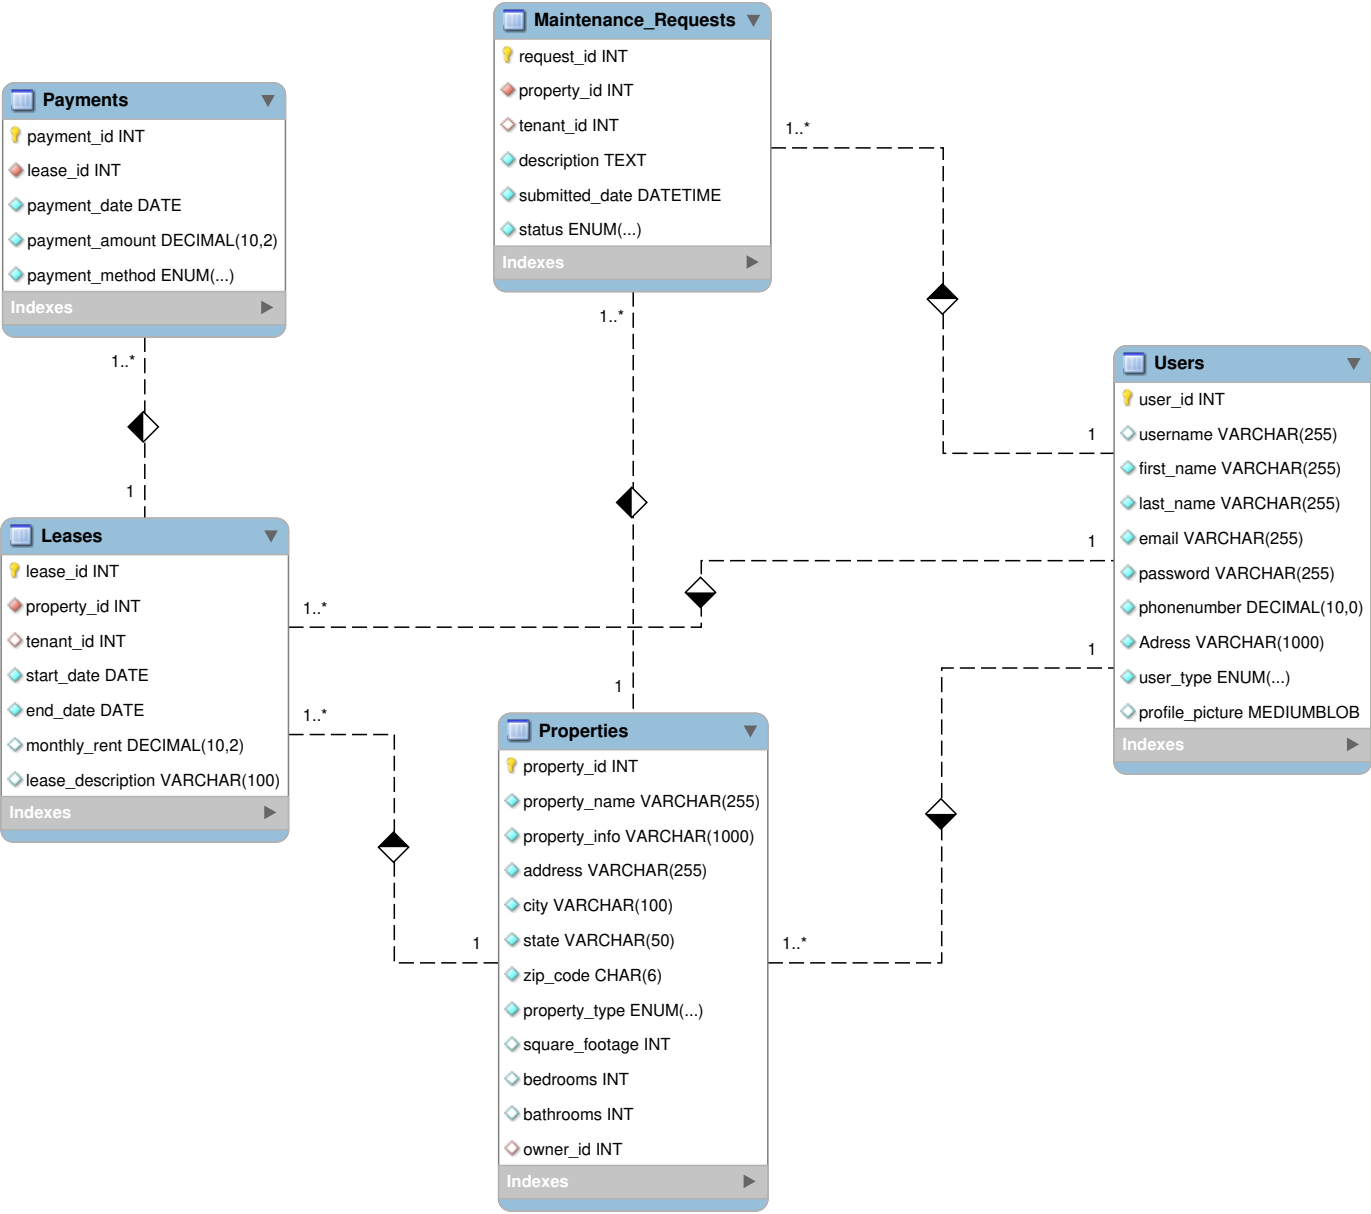 Maintenance_Requests
request_id INT
property_id INT
tenant_id INT
description TEXT
submitted_date DATETIME
status ENUM(...)
Indexes
Payments
payment_id INT
lease_id INT
payment_date DATE
payment_amount DECIMAL(10,2)
payment_method ENUM(...)
Indexes
1..*
1..*
1..*
1
Users
user_id INT
username VARCHAR(255)
first_name VARCHAR(255)
last_name VARCHAR(255)
email VARCHAR(255)
password VARCHAR(255)
phonenumber DECIMAL(10,0)
Adress VARCHAR(1000)
user_type ENUM(...)
profile_picture MEDIUMBLOB
Indexes
1
1
1
Leases
lease_id INT
property_id INT
tenant_id INT
start_date DATE
end_date DATE
monthly_rent DECIMAL(10,2)
lease_description VARCHAR(100)
Indexes
1..*
1..*
1
1
1..*
Properties
property_id INT
property_name VARCHAR(255)
property_info VARCHAR(1000)
address VARCHAR(255)
city VARCHAR(100)
state VARCHAR(50)
zip_code CHAR(6)
property_type ENUM(...)
square_footage INT
bedrooms INT
bathrooms INT
owner_id INT
Indexes